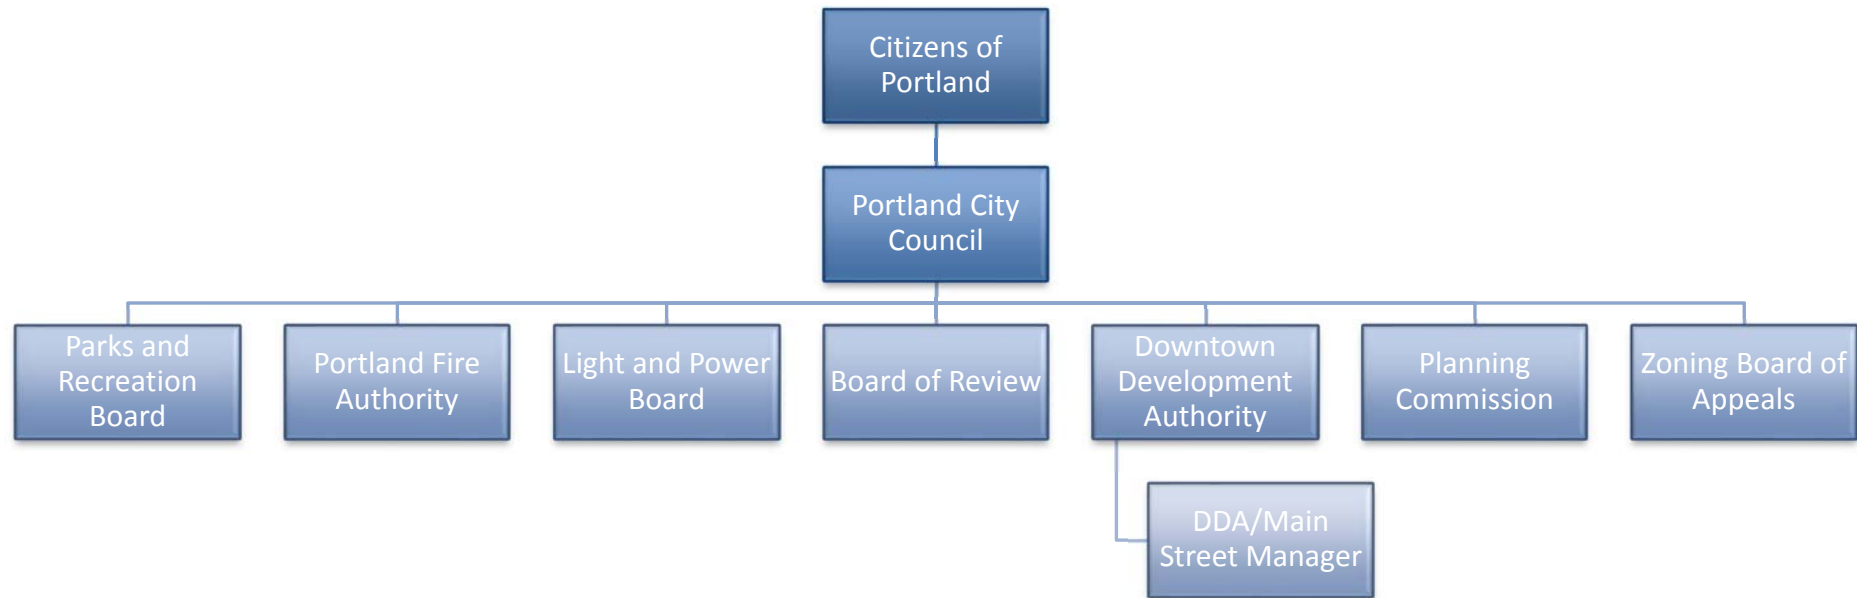 Citizens of
Portland
Portland City
Council
Parks and
Recreation
Board
Portland Fire
Authority
Light and Power
Board
Board of Review
Downtown
Development
Authority
Planning
Commission
Zoning Board of
Appeals
DDA/Main
Street Manager